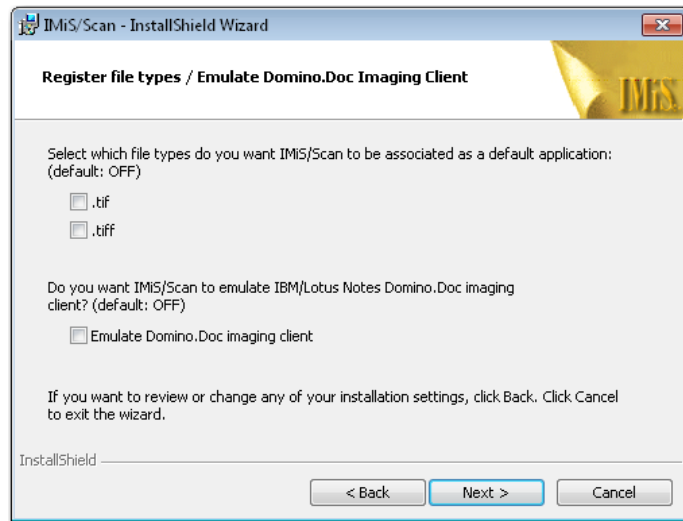 IMiS/Scan - InstallShield Wizard
Register file types / Emulate Domino.Doc Imaging Client
IMiS
Select which file types do you want IMiS/Scan to be associated as a default application:
(default: OFF)
.tif
.tiff
Do you want IMiS/Scan to emulate IBM/Lotus Notes Domino.Doc imaging
client? (default: OFF)
Emulate Domino.Doc imaging client
If you want to review or change any of your installation settings, click Back. Click Cancel
to exit the wizard.
InstallShield
< Back Next > Cancel